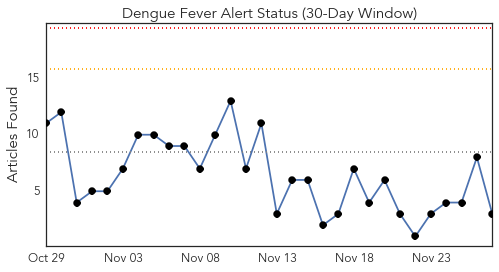 Dengue Fever Alert Status (30-Day Window)
Articles Found
15
10
5
Oct 29 Nov 03 Nov 08 Nov 13 Nov 18 Nov 23